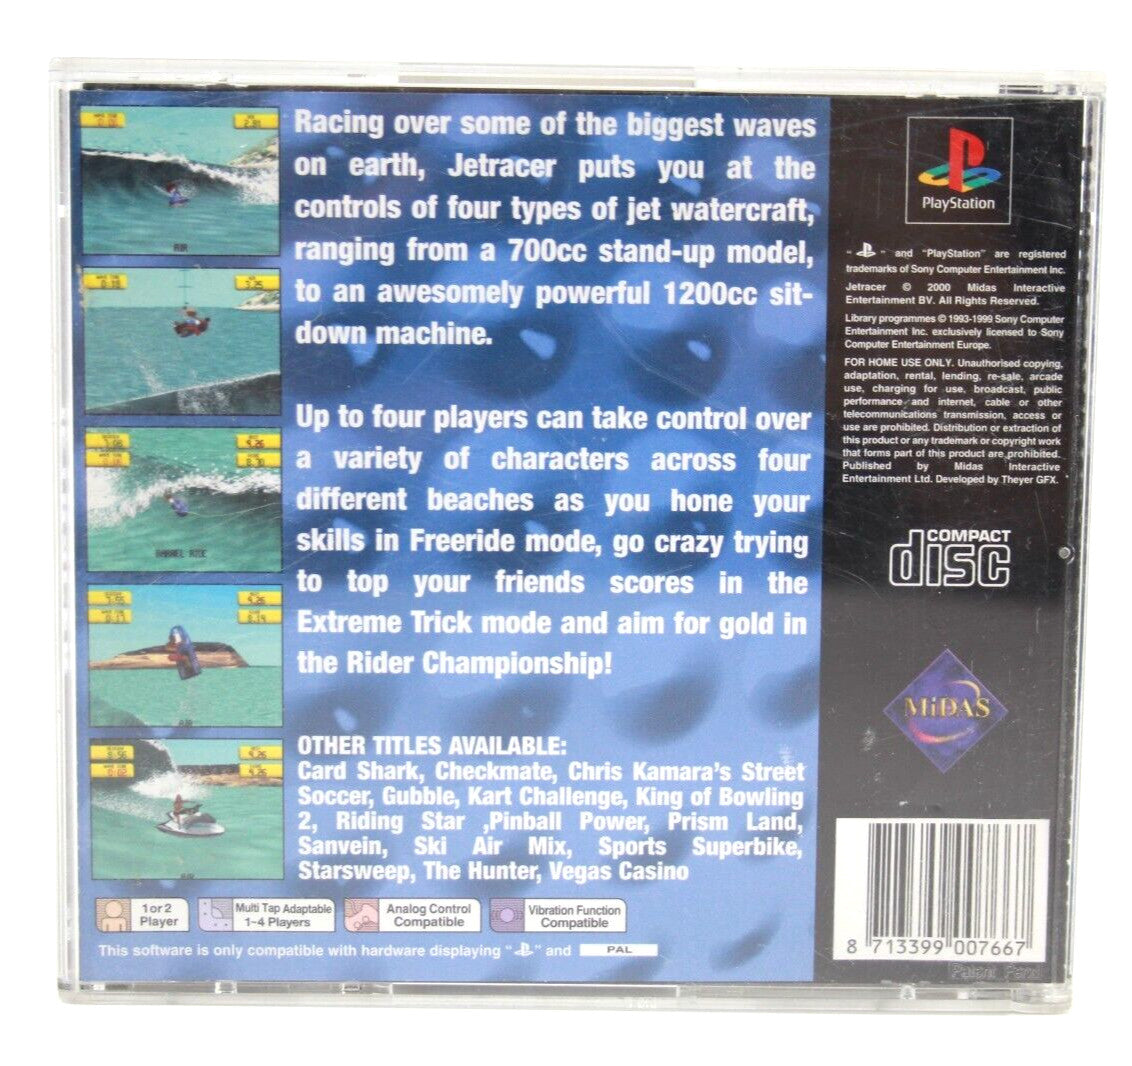 Racing over some of the biggest waves
on earth, Jetracer puts you at the
controls of four types of jet watercraft,
ranging from a 700cc stand-up model,
to an awesomely powerful 1200cc sit-
down machine.
Up to four players can take control over
a variety of characters across four
different beaches as you hone your
skills in Freeride mode, go crazy trying
to top your friends scores in the
Extreme Trick mode and aim for gold in
the Rider Championship!
OTHER TITLES AVAILABLE:
Card Shark, Checkmate, Chris Kamara's Street
Soccer, Gubble, Kart Challenge, King of Bowling
2, Riding Star ,Pinball Power, Prism Land,
Sanvein, Ski Air Mix, Sports Superbike,
Starsweep, The Hunter, Vegas Casino
1 or 2
Player
Multi Tap Adaptable
1-4 Players
Analog Control
Compatible
Vibration Function
Compatible
This software is only compatible with hardware displaying " " and PAL
AIR
BARREL RIDE
AIR
AIR
PlayStation
" " and "PlayStation" are registered
trademarks of Sony Computer Entertainment Inc.
Jetracer © 2000 Midas Interactive
Entertainment BV. All Rights Reserved.
Library programmes © 1993-1999 Sony Computer
Entertainment Inc. exclusively licensed to Sony
Computer Entertainment Europe.
FOR HOME USE ONLY. Unauthorised copying,
adaptation, rental, lending, re-sale, arcade
use, charging for use, broadcast, public
performance and internet, cable or other
telecommunications transmission, access or
use are prohibited. Distribution or extraction of
this product or any trademark or copyright work
that forms part of this product are prohibited.
Published by Midas Interactive
Entertainment Ltd. Developed by Theyer GFX.
COMPACT
disc
MiDAS
8 713399 007667